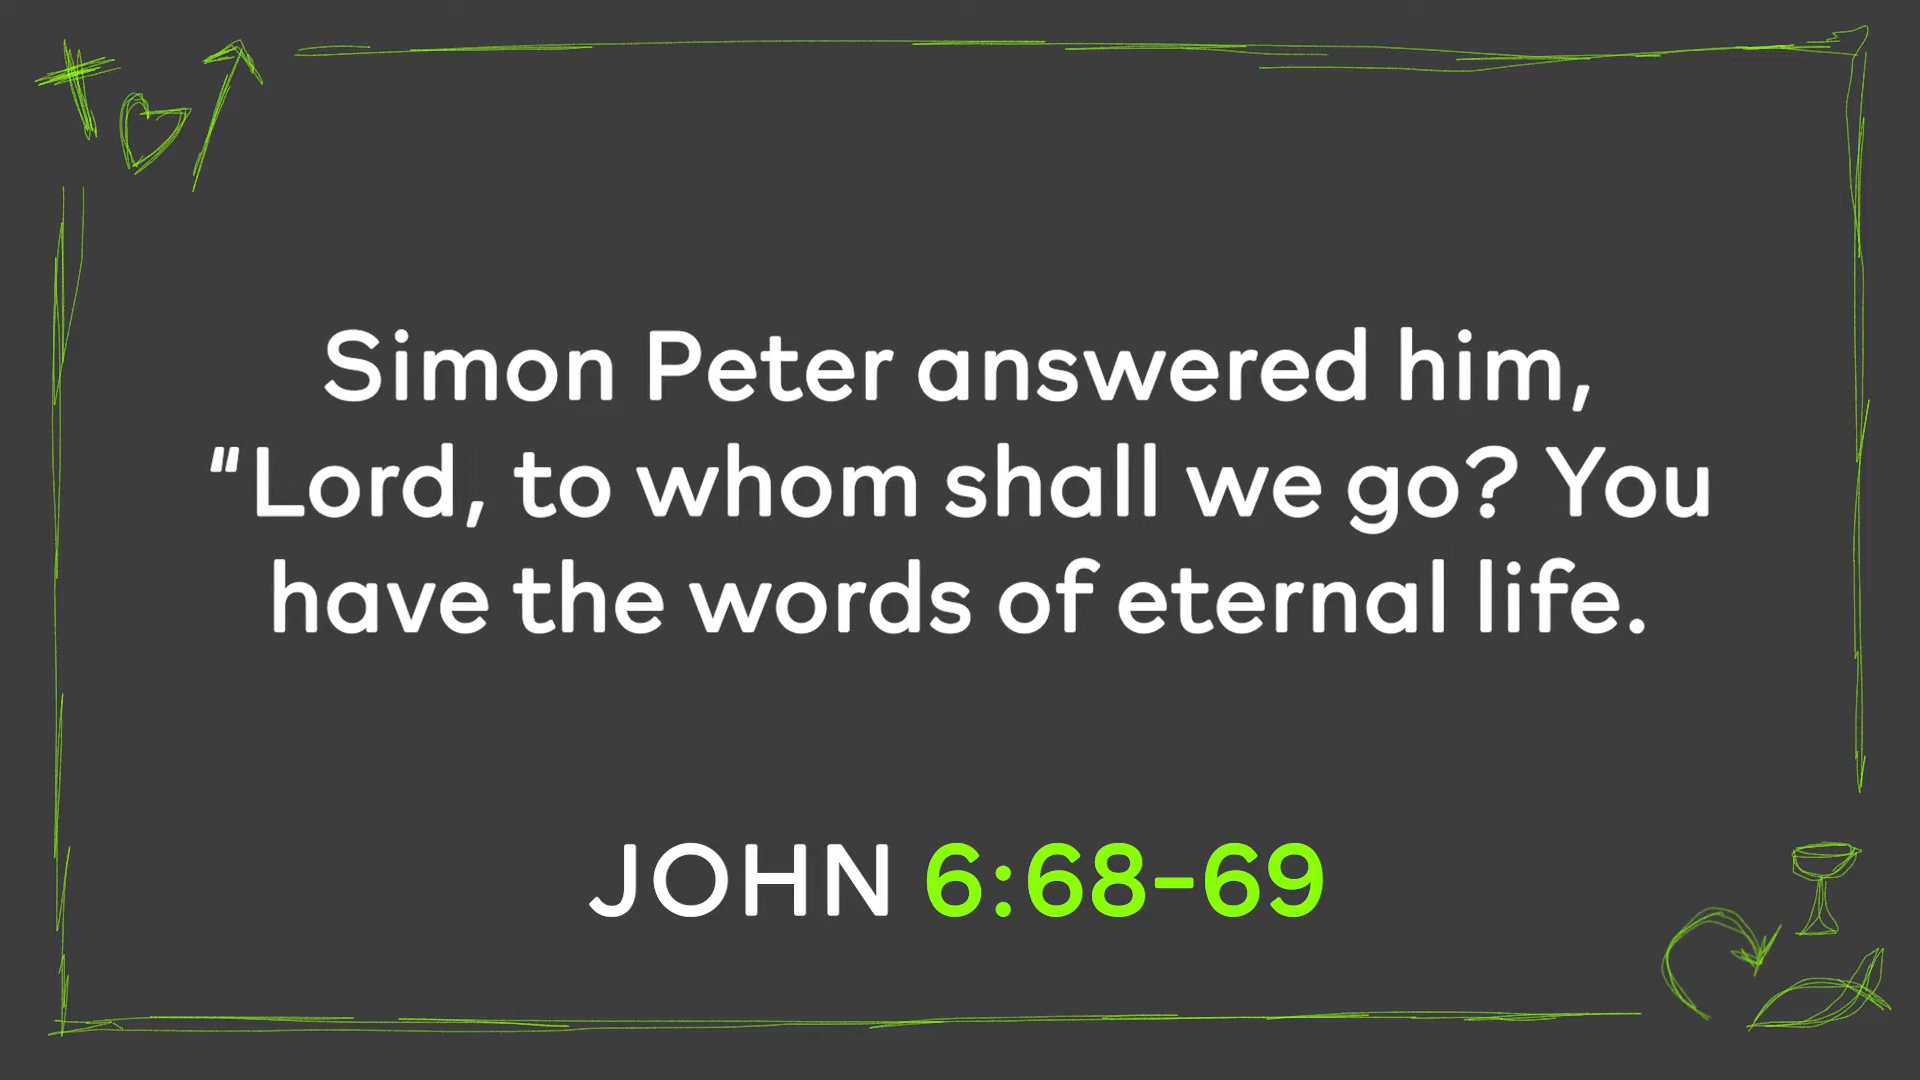 Simon Peter answered him,
"Lord, to whom shall we go? You
have the words of eternal life.
JOHN 6:68-69